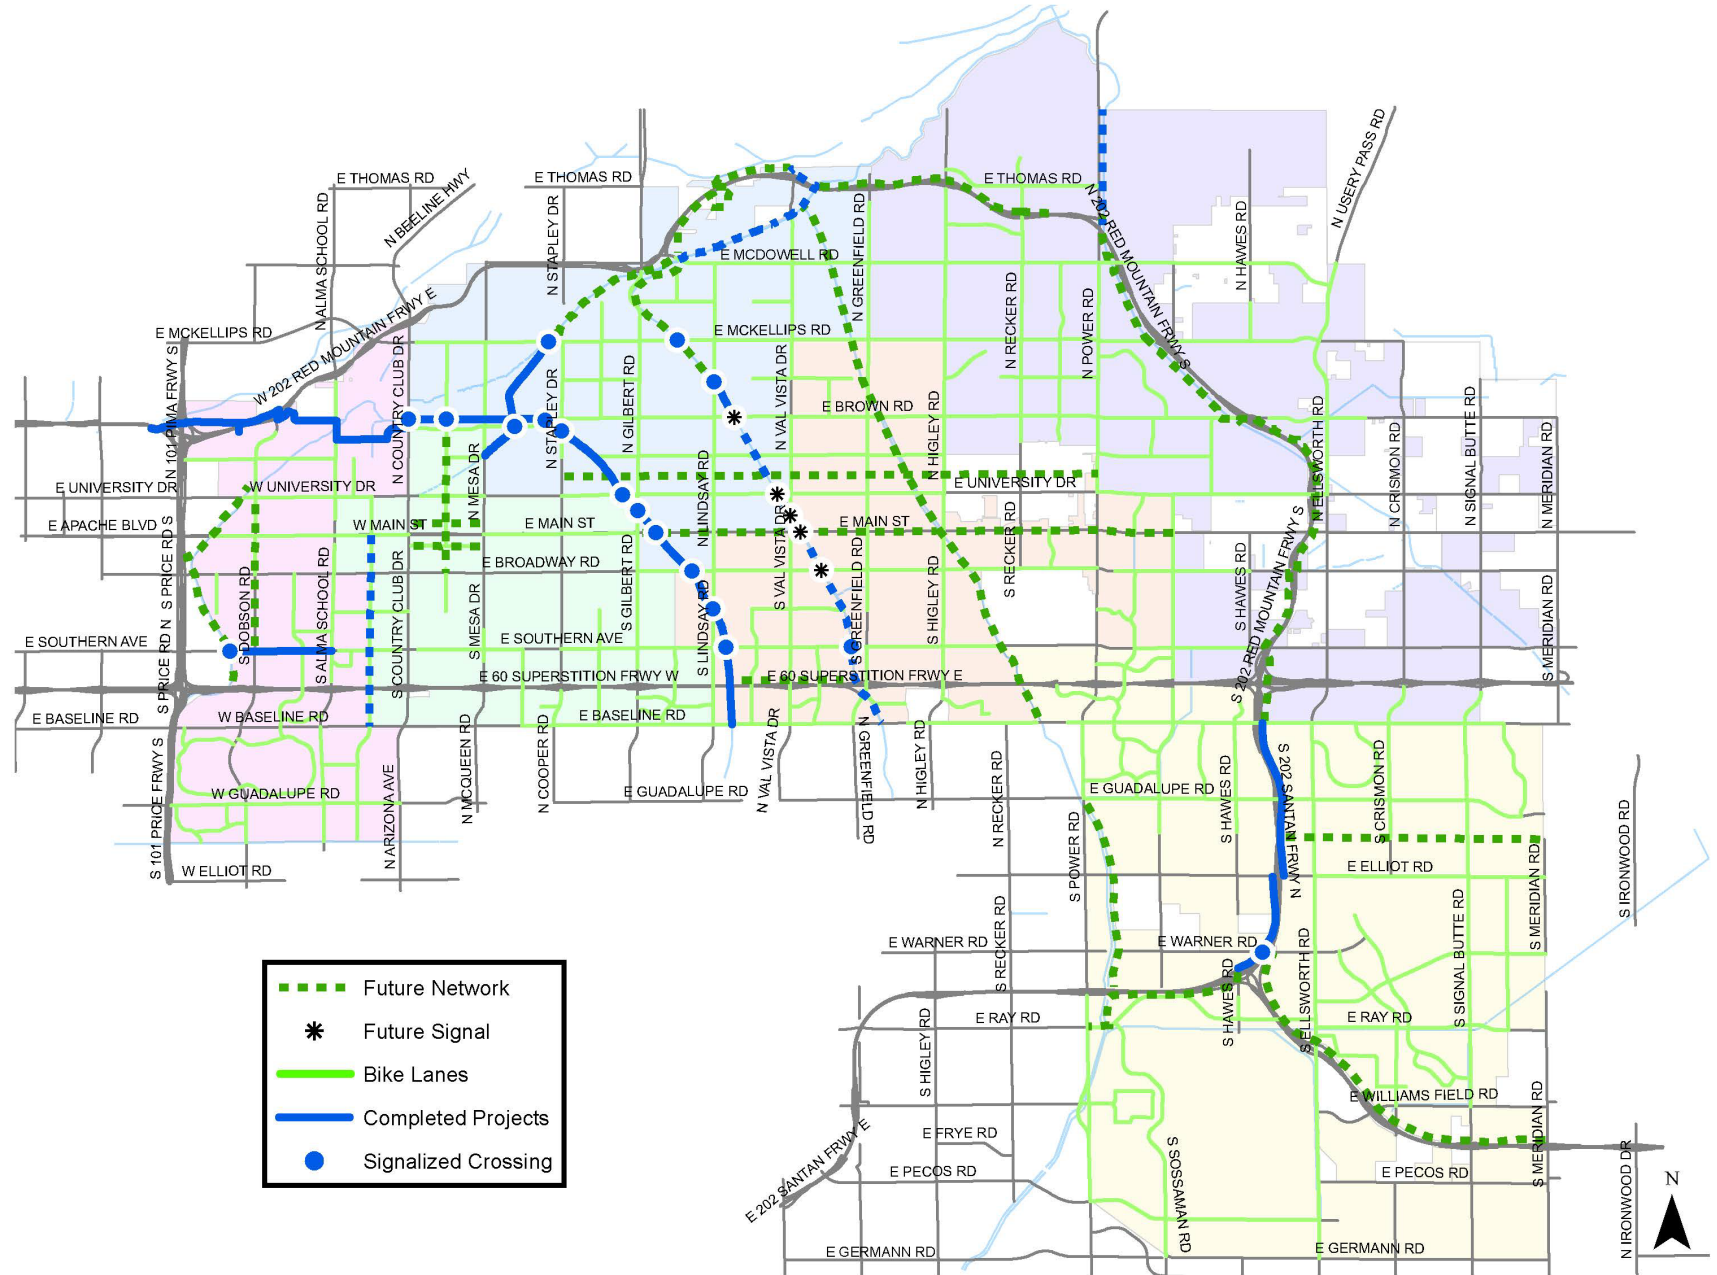 E THOMAS RD
E THOMAS RD
E THOMAS RD
N BEELINE HWY
N USERY PASS RD
N ALMA SCHOOL RD
N STAPLEY DR
N GREENFIELD RD
N HAWES RD
N 202 RED MOUNTAIN FRWY S
E MCDOWELL RD
N RECKER RD
N POWER RD
E MCKELLIPS RD
W 202 RED MOUNTAIN FRWY E
E MCKELLIPS RD
N 101 PIMA FRWY S
N COUNTRY CLUB DR
N STAPLEY DR
N GILBERT RD
N VAL VISTA DR
E BROWN RD
N HIGLEY RD
N ELLSWORTH RD
N CRISMON RD
N SIGNAL BUTTE RD
N MERIDIAN RD
N MESA DR
N LINDSAY RD
E UNIVERSITY DR
W UNIVERSITY DR
E UNIVERSITY DR
E APACHE BLVD
W MAIN ST
E MAIN ST
E MAIN ST
S PRICE RD N
S PRICE RD S
E BROADWAY RD
S DOBSON RD
S ALMA SCHOOL RD
S COUNTRY CLUB DR
S MESA DR
S GILBERT RD
S LINDSAY RD
S VAL VISTA DR
S GREENFIELD RD
S HIGLEY RD
S RECKER RD
S HAWES RD
S 202 RED MOUNTAIN FRWY S
S MERIDIAN RD
E SOUTHERN AVE
E SOUTHERN AVE
E 60 SUPERSTITION FRWY W
E 60 SUPERSTITION FRWY E
E BASELINE RD
W BASELINE RD
E BASELINE RD
S 101 PRICE FRWY S
N ARIZONA AVE
N MCQUEEN RD
N COOPER RD
N VAL VISTA DR
N GREENFIELD RD
N HIGLEY RD
N RECKER RD
W GUADALUPE RD
E GUADALUPE RD
E GUADALUPE RD
S POWER RD
S HAWES RD
S 202 SANTAN FRWY N
S CRISMON RD
S IRONWOOD RD
W ELLIOT RD
E ELLIOT RD
S MERIDIAN RD
S RECKER RD
E WARNER RD
E WARNER RD
S HAWES RD
S ELLSWORTH RD
S SIGNAL BUTTE RD
E RAY RD
E RAY RD
S HIGLEY RD
E WILLIAMS FIELD RD
S MERIDIAN RD
E FRYE RD
E 202 SANTAN FRWY E
E PECOS RD
E PECOS RD
S SOSSAMAN RD
E GERMANN RD
E GERMANN RD
N IRONWOOD DR
N
Future Network
Future Signal
Bike Lanes
Completed Projects
Signalized Crossing